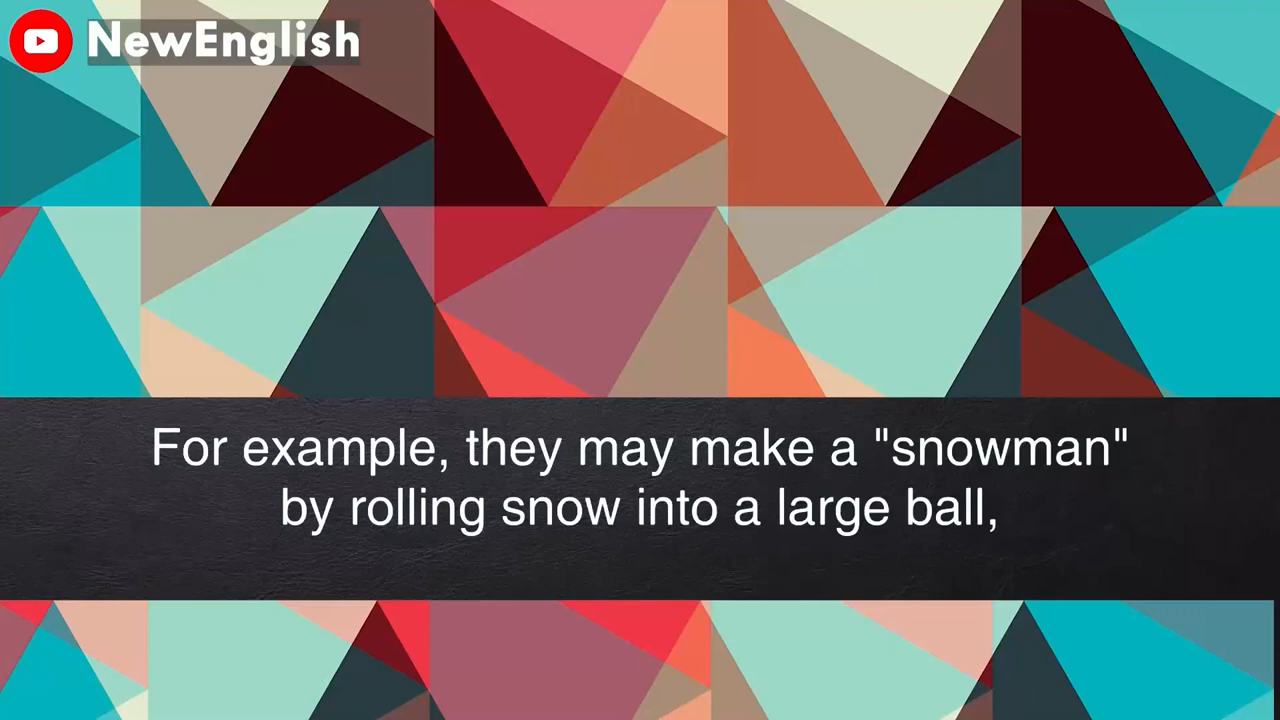 NewEnglish
For example, they may make a "snowman"
by rolling snow into a large ball,